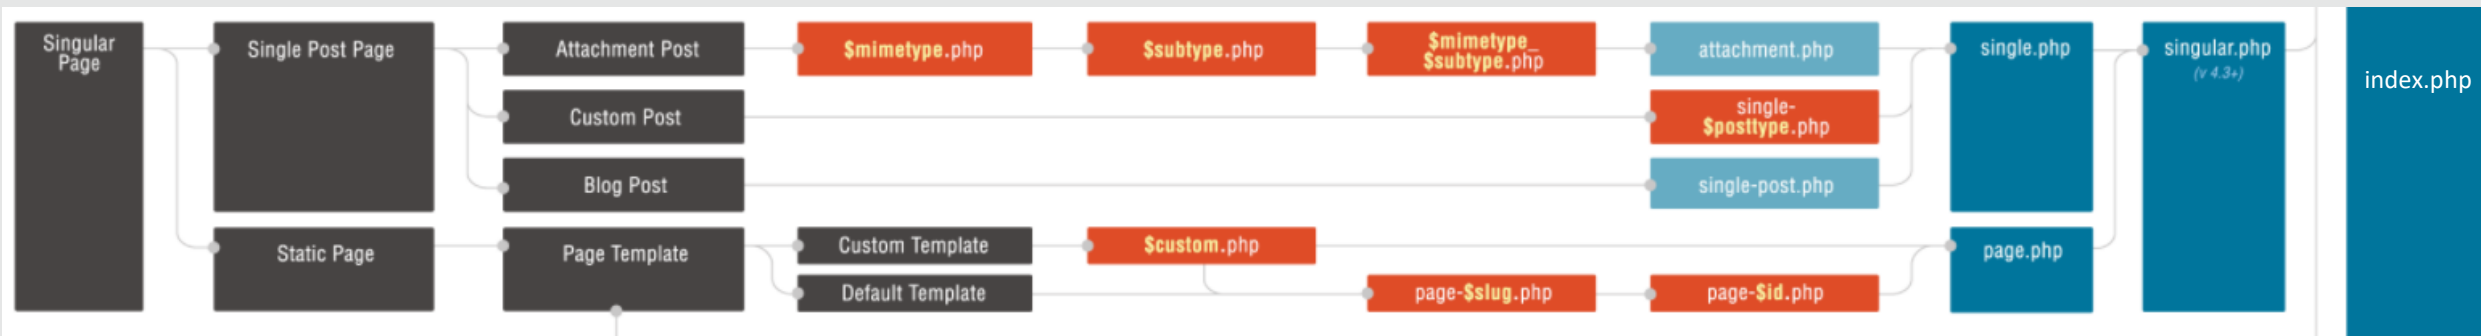 Singular
Page
Single Post Page
Attachment Post
$mimetype.php
$subtype.php
$mimetype_
$subtype.php
attachment.php
single.php
singular.php
(v 4.3+)
index.php
Custom Post
single-
$posttype.php
Blog Post
single-post.php
Static Page
Page Template
Custom Template
$custom.php
page.php
Default Template
page-$slug.php
page-$id.php